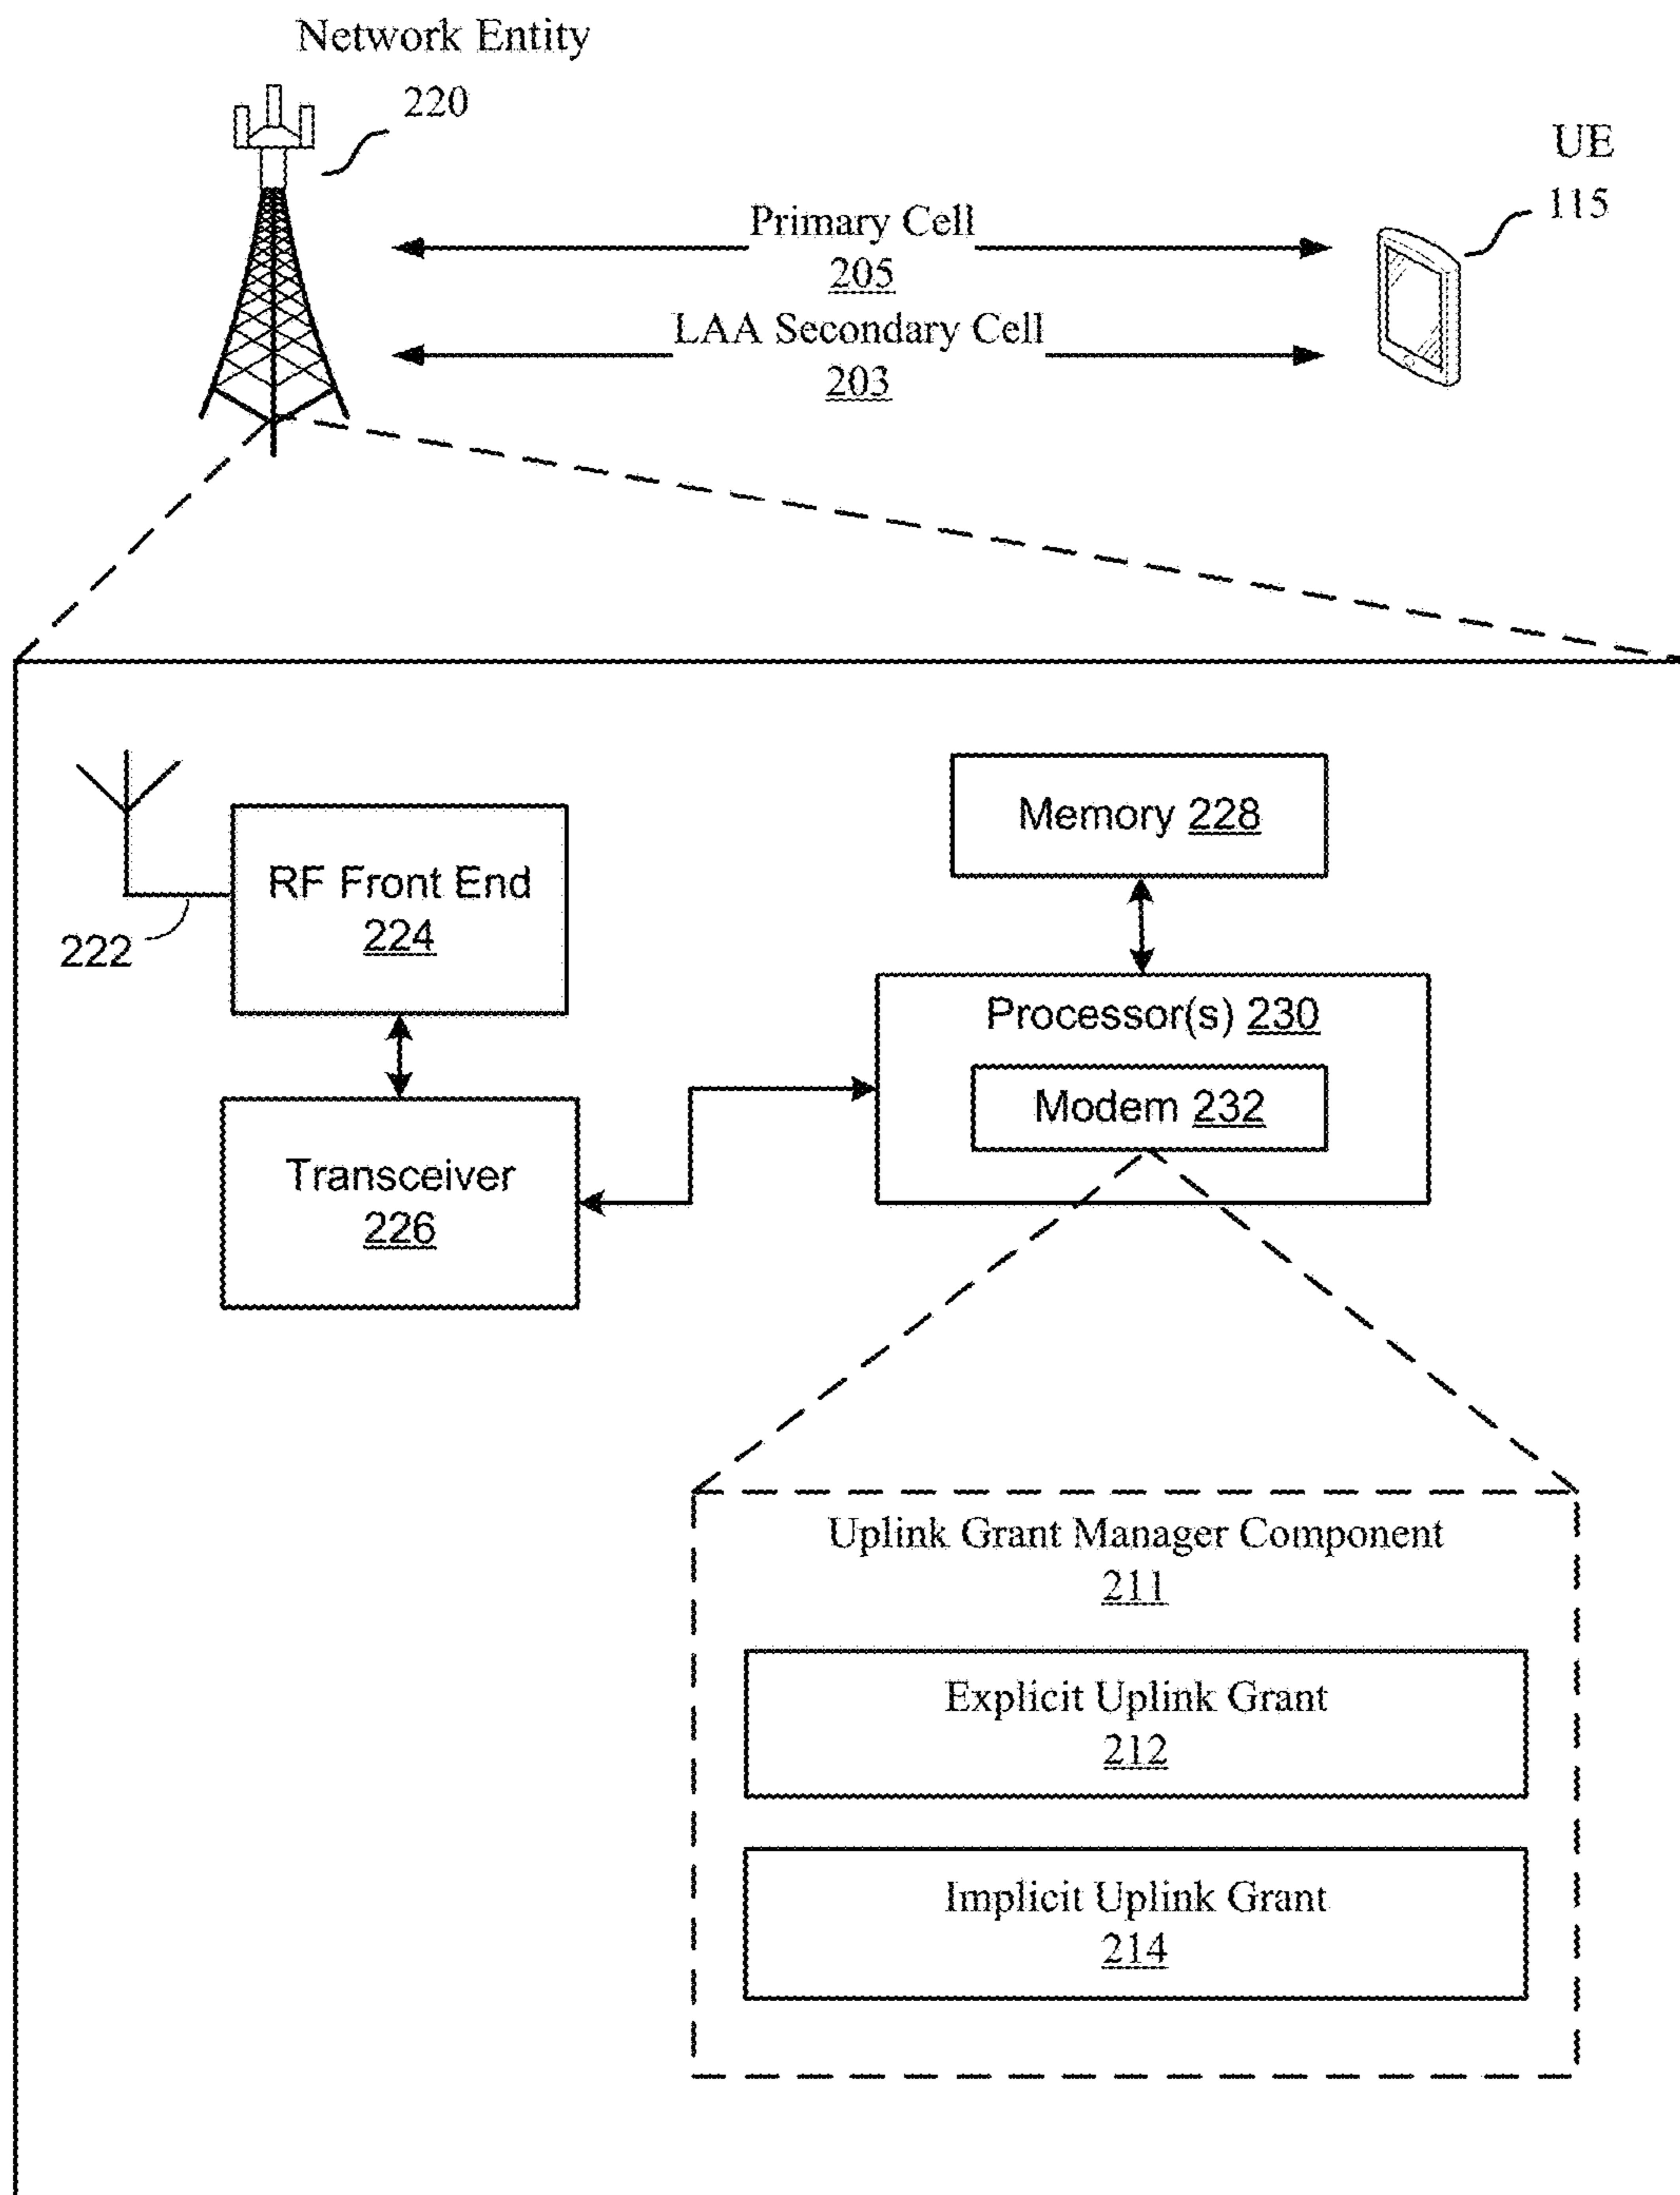 Network Entity
220
UE
115
Primary Cell
205
LAA Secondary Cell
203
Memory 228
RF Front End
224
222
Processor(s) 230
Modem 232
Transceiver
226
Uplink Grant Manager Component
211
Explicit Uplink Grant
212
Implicit Uplink Grant
214